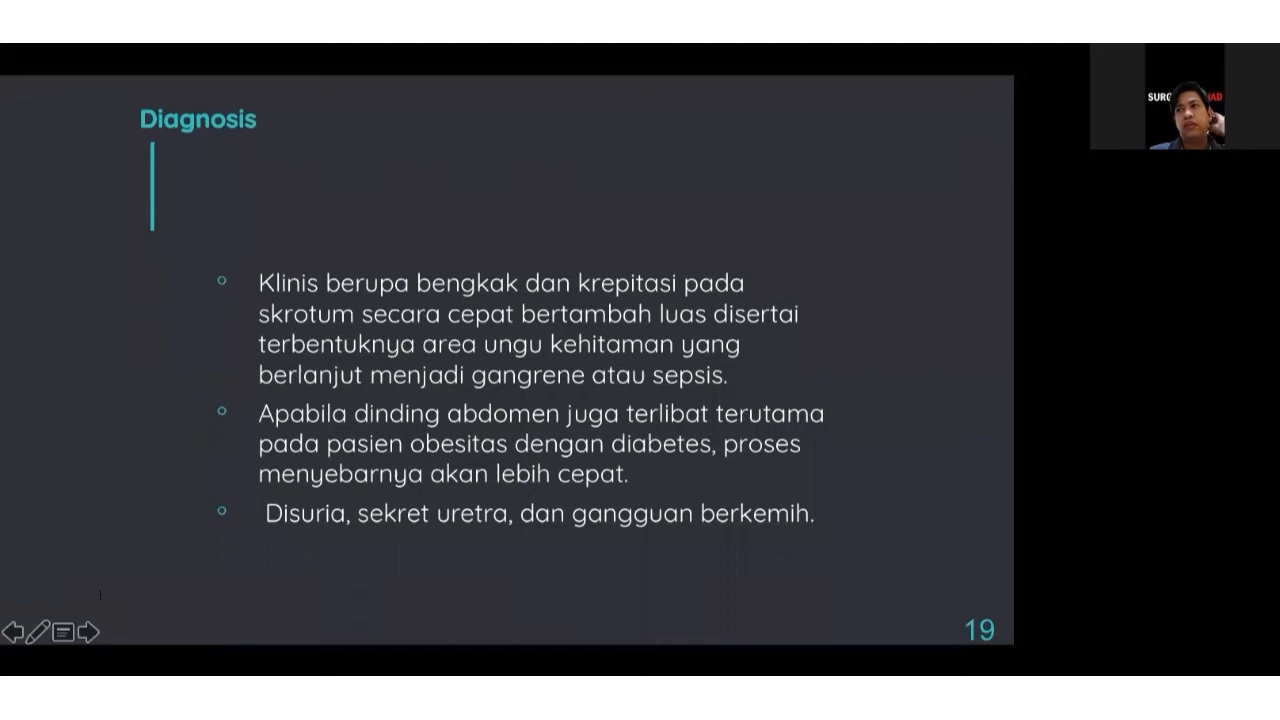 Diagnosis
Klinis berupa bengkak dan krepitasi pada
skrotum secara cepat bertambah luas disertai
terbentuknya area ungu kehitaman yang
berlanjut menjadi gangrene atau sepsis.
Apabila dinding abdomen juga terlibat terutama
pada pasien obesitas dengan diabetes, proses
menyebarnya akan lebih cepat.
Disuria, sekret uretra, dan gangguan berkemih.
19